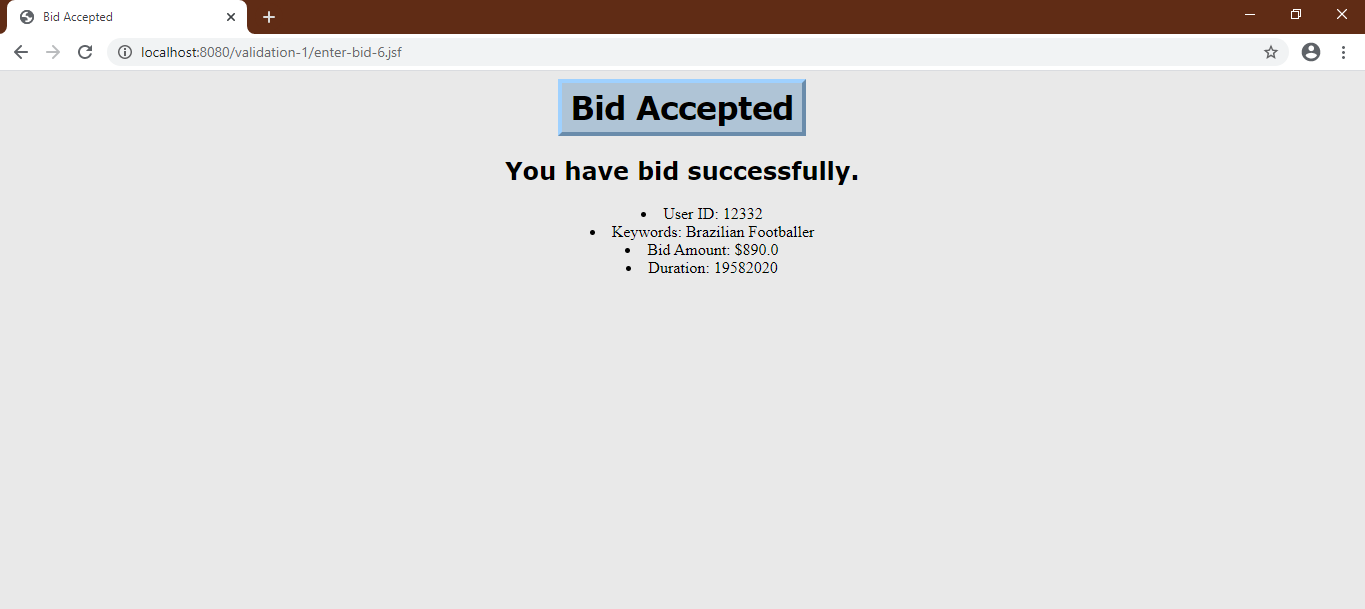 Bid Accepted
localhost:8080/validation-1/enter-bid-6.jsf
Bid Accepted
You have bid successfully.
• User ID: 12332
• Keywords: Brazilian Footballer
• Bid Amount: $890.0
• Duration: 19582020